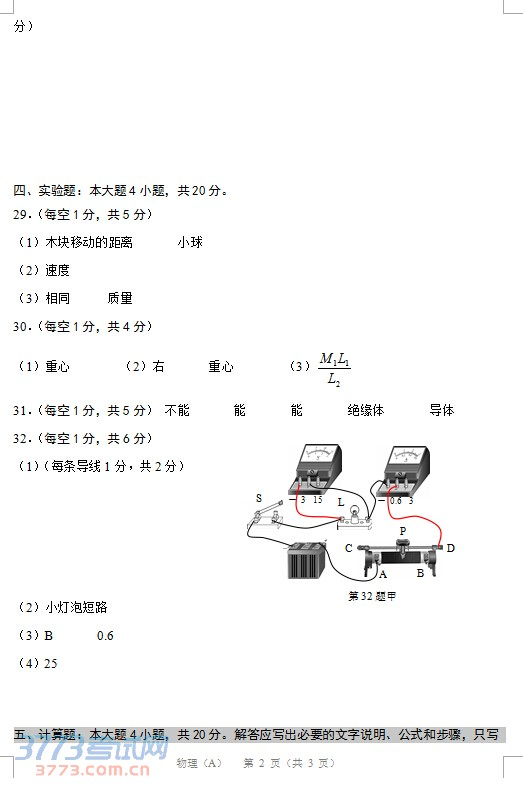 分）
四、实验题：本大题4小题，共20分。
29.（每空1分，共5分）
（1）木块移动的距离 小球
（2）速度
（3）相同 质量
30.（每空1分，共4分）
（1）重心 （2）右 重心 （3）M₁L₁/L₂
31.（每空1分，共5分） 不能 能 能 绝缘体 导体
32.（每空1分，共6分）
（1）（每条导线1分，共2分）
S
− 3 15
L
− 0.6 3
P
C D
A B
第32题甲
（2）小灯泡短路
（3）B 0.6
（4）25
五、计算题：本大题4小题，共20分。解答应写出必要的文字说明、公式和步骤，只写
3773考试网
3773.com.cn
物理（A） 第 2 页（共 3 页）